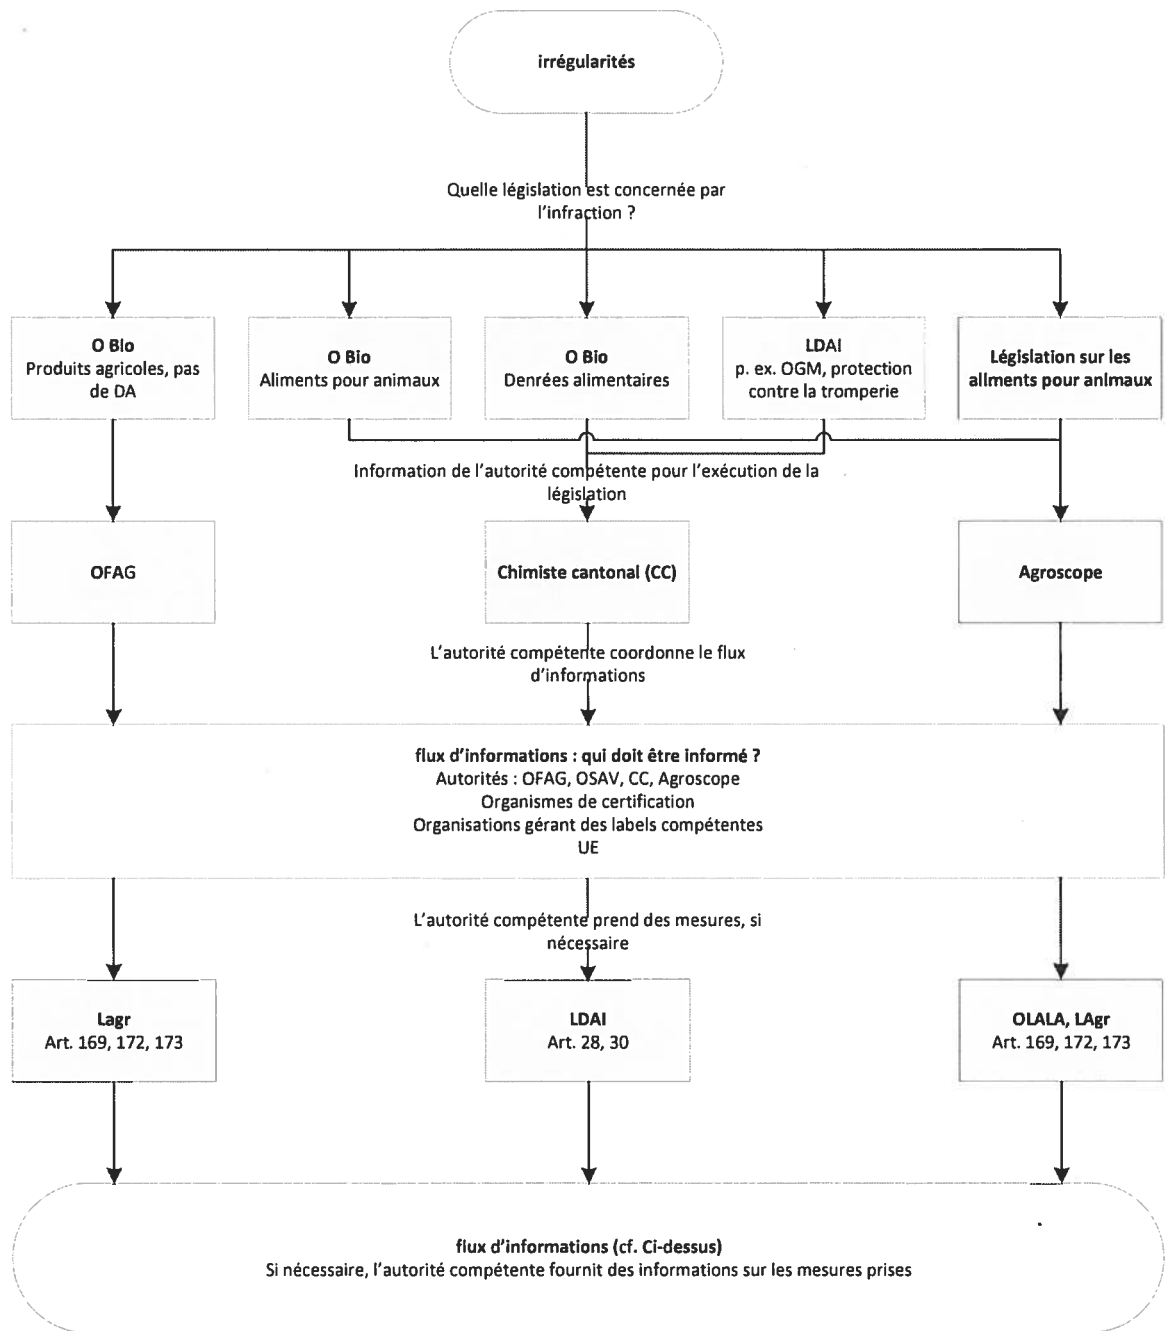 irrégularités
Quelle législation est concernée par
l'infraction ?
O Bio
Produits agricoles, pas
de DA
O Bio
Aliments pour animaux
O Bio
Denrées alimentaires
LDAI
p. ex. OGM, protection
contre la tromperie
Législation sur les
aliments pour animaux
Information de l'autorité compétente pour l'exécution de la
législation
OFAG
Chimiste cantonal (CC)
Agroscope
L'autorité compétente coordonne le flux
d'informations
flux d'informations : qui doit être informé ?
Autorités : OFAG, OSAV, CC, Agroscope
Organismes de certification
Organisations gérant des labels compétentes
UE
L'autorité compétente prend des mesures, si
nécessaire
Lagr
Art. 169, 172, 173
LDAI
Art. 28, 30
OLALA, LAgr
Art. 169, 172, 173
flux d'informations (cf. Ci-dessus)
Si nécessaire, l'autorité compétente fournit des informations sur les mesures prises